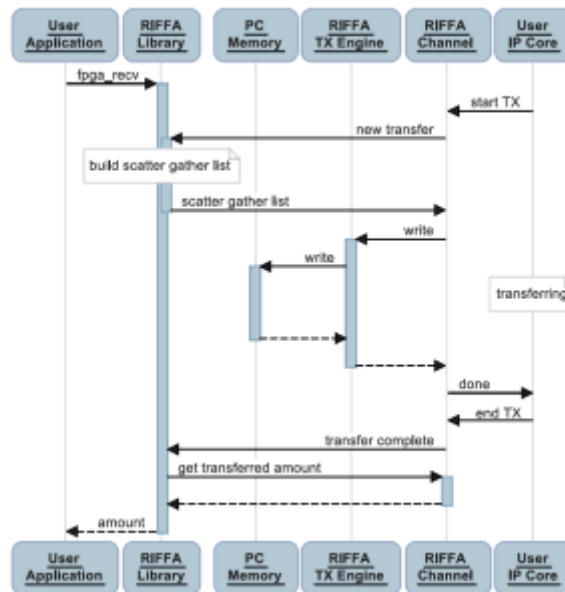 User Application
RIFFA Library
PC Memory
RIFFA TX Engine
RIFFA Channel
User IP Core
fpga_recv
start TX
new transfer
build scatter gather list
scatter gather list
write
write
transferring
done
end TX
transfer complete
get transferred amount
amount
User Application
RIFFA Library
PC Memory
RIFFA TX Engine
RIFFA Channel
User IP Core